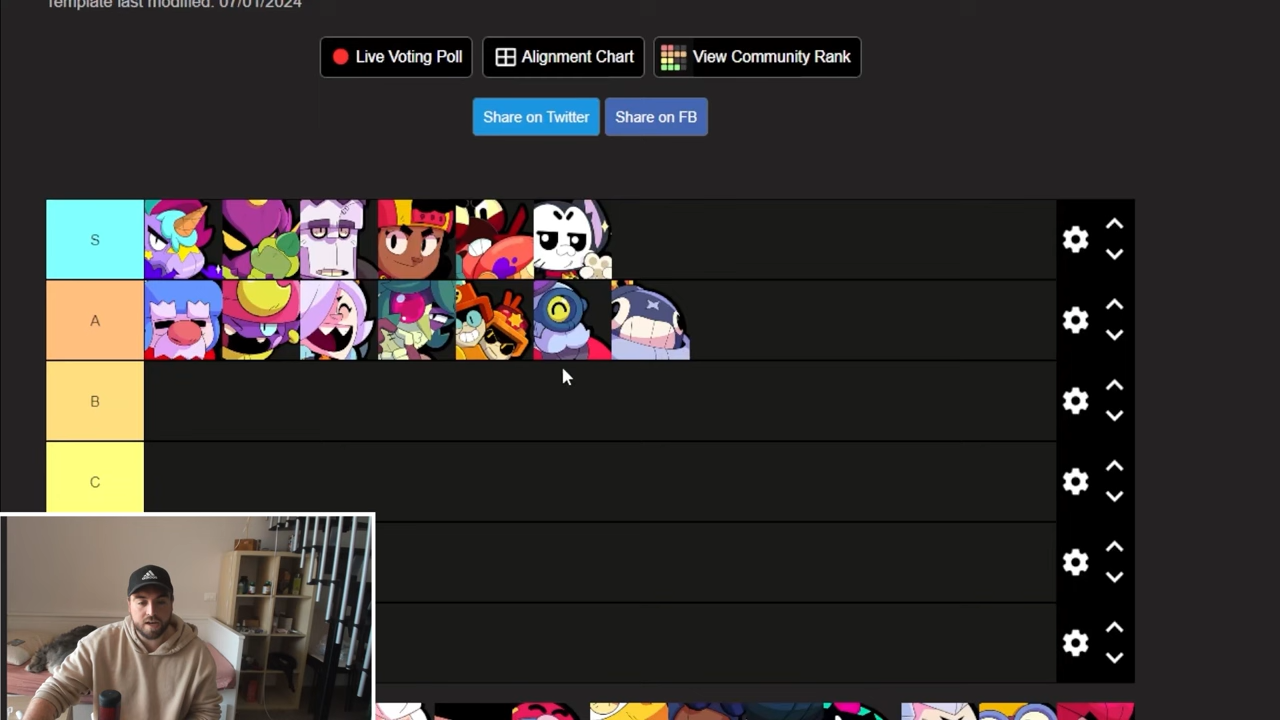 Template last modified: 07/01/2024
Live Voting Poll
Alignment Chart
View Community Rank
Share on Twitter
Share on FB
S
A
B
C